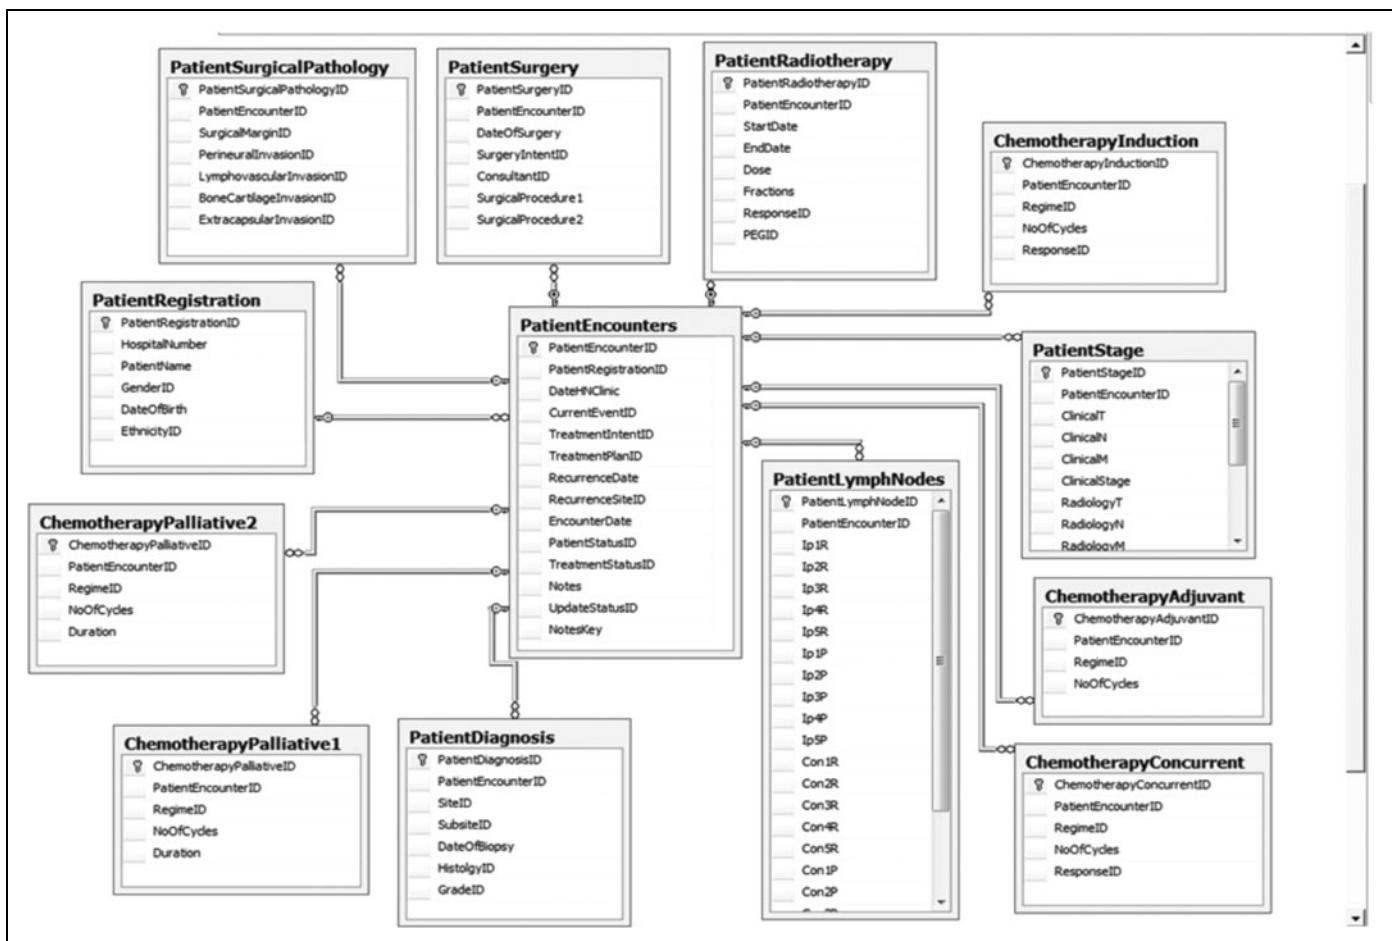 PatientSurgicalPathology
PatientSurgicalPathologyID
PatientEncounterID
SurgicalMarginID
PerineuralInvasionID
LymphovascularInvasionID
BoneCartilageInvasionID
ExtracapsularInvasionID
PatientSurgery
PatientSurgeryID
PatientEncounterID
DateOfSurgery
SurgeryIntentID
ConsultantID
SurgicalProcedure1
SurgicalProcedure2
PatientRadiotherapy
PatientRadiotherapyID
PatientEncounterID
StartDate
EndDate
Dose
Fractions
ResponseID
PEGID
ChemotherapyInduction
ChemotherapyInductionID
PatientEncounterID
RegimeID
NoOfCycles
ResponseID
PatientRegistration
PatientRegistrationID
HospitalNumber
PatientName
GenderID
DateOfBirth
EthnicityID
PatientEncounters
PatientEncounterID
PatientRegistrationID
DateHNClinic
CurrentEventID
TreatmentIntentID
TreatmentPlanID
RecurrenceDate
RecurrenceSiteID
EncounterDate
PatientStatusID
TreatmentStatusID
Notes
UpdateStatusID
NotesKey
PatientStage
PatientStageID
PatientEncounterID
ClinicalT
ClinicalN
ClinicalM
ClinicalStage
RadiologyT
RadiologyN
RadiologyM
PatientLymphNodes
PatientLymphNodeID
PatientEncounterID
Ip1R
Ip2R
Ip3R
Ip4R
Ip5R
Ip1P
Ip2P
Ip3P
Ip4P
Ip5P
Con1R
Con2R
Con3R
Con4R
Con5R
Con1P
Con2P
ChemotherapyPalliative2
ChemotherapyPalliativeID
PatientEncounterID
RegimeID
NoOfCycles
Duration
ChemotherapyAdjuvant
ChemotherapyAdjuvantID
PatientEncounterID
RegimeID
NoOfCycles
ChemotherapyPalliative1
ChemotherapyPalliativeID
PatientEncounterID
RegimeID
NoOfCycles
Duration
PatientDiagnosis
PatientDiagnosisID
PatientEncounterID
SiteID
SubsiteID
DateOfBiopsy
HistolgyID
GradeID
ChemotherapyConcurrent
ChemotherapyConcurrentID
PatientEncounterID
RegimeID
NoOfCycles
ResponseID